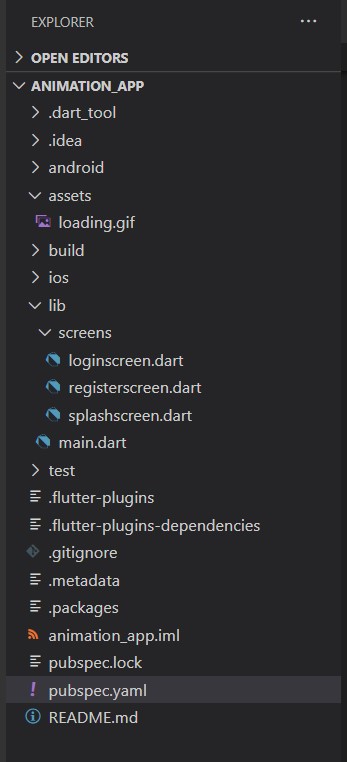 EXPLORER
OPEN EDITORS
ANIMATION_APP
.dart_tool
.idea
android
assets
loading.gif
build
ios
lib
screens
loginscreen.dart
registerscreen.dart
splashscreen.dart
main.dart
test
.flutter-plugins
.flutter-plugins-dependencies
.gitignore
.metadata
.packages
animation_app.iml
pubspec.lock
pubspec.yaml
README.md